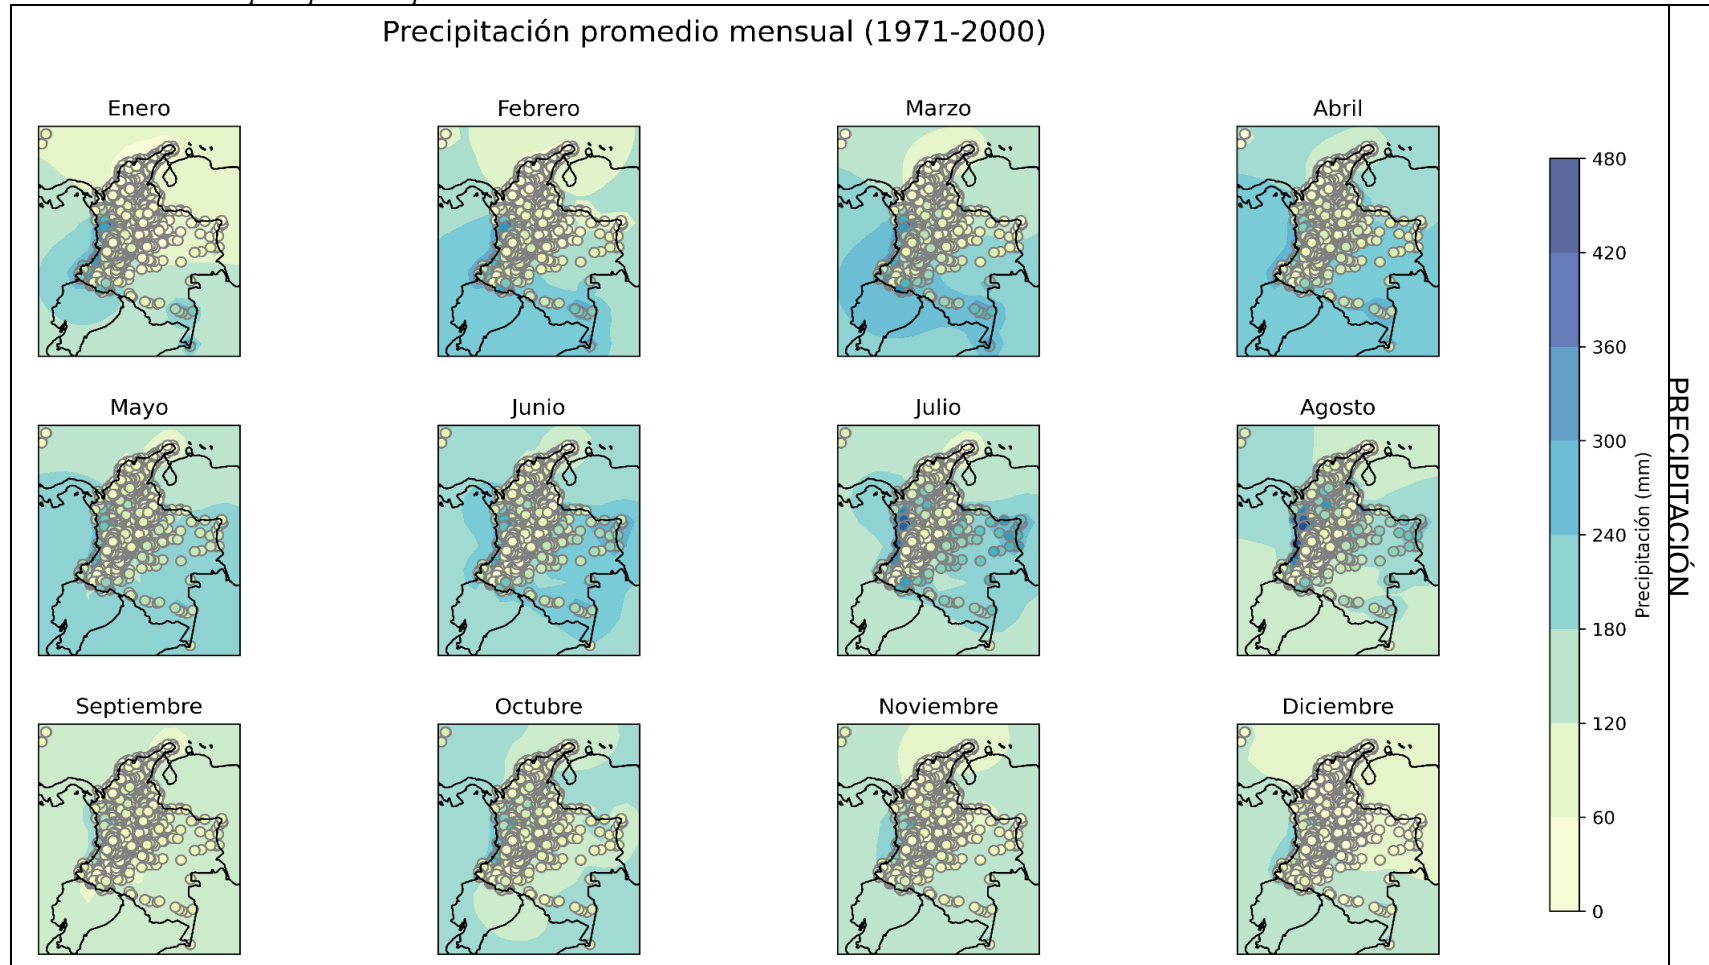 Precipitación promedio mensual (1971-2000)
Enero
Febrero
Marzo
Abril
Mayo
Junio
Julio
Agosto
Septiembre
Octubre
Noviembre
Diciembre
480
420
360
300
240
180
120
60
0
Precipitación (mm)
PRECIPITACIÓN